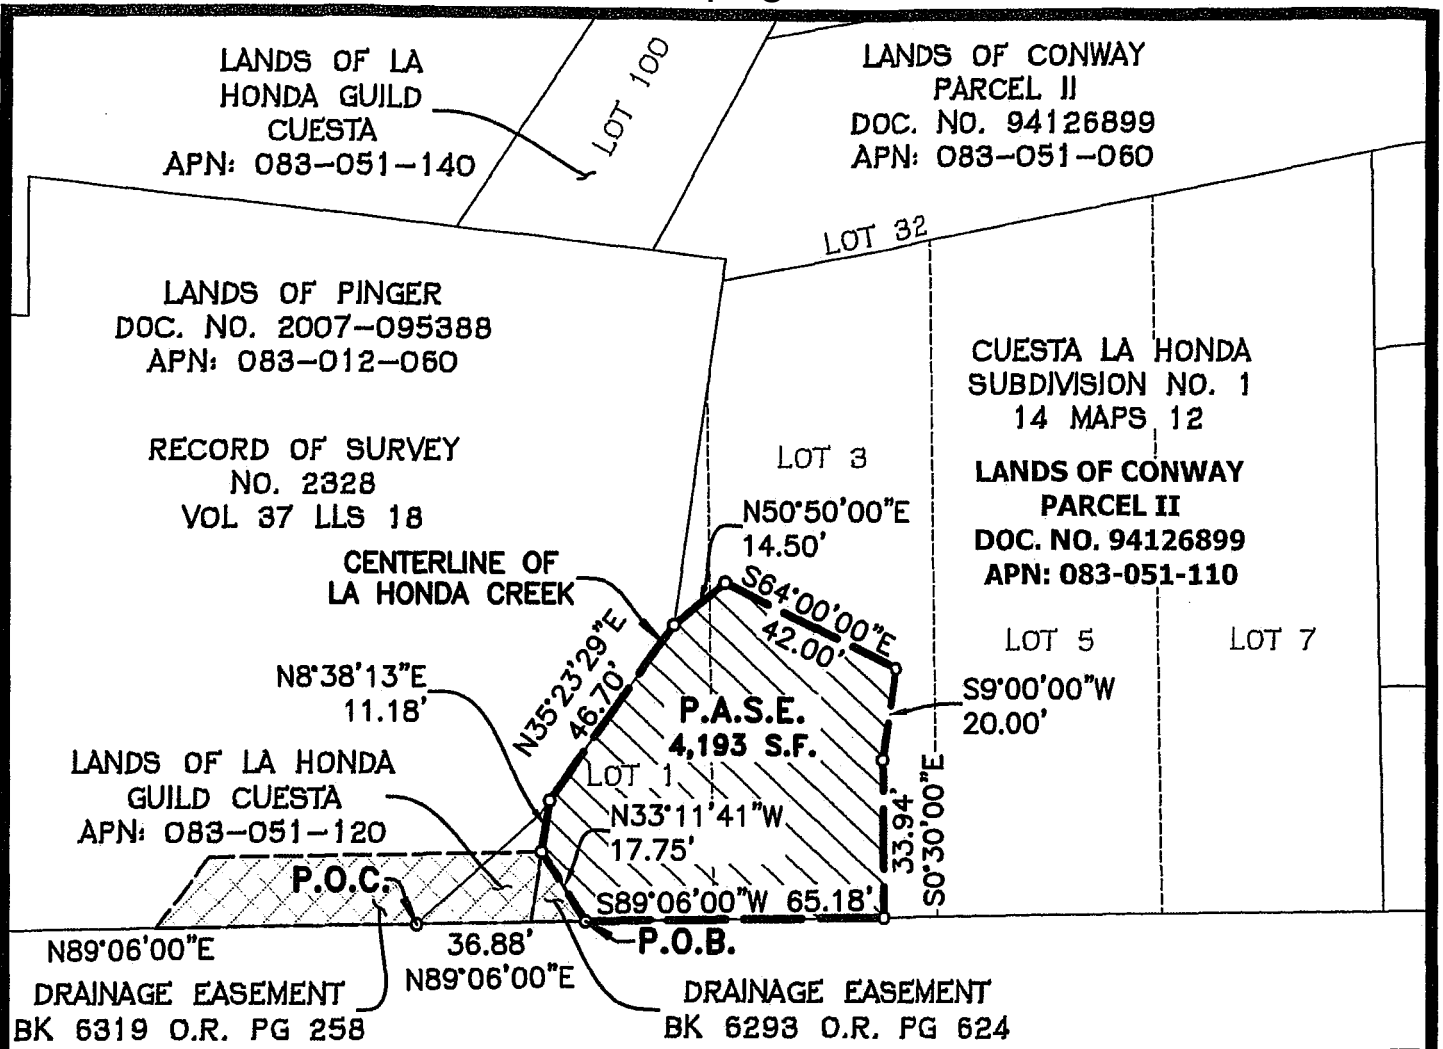 LANDS OF LA
HONDA GUILD
CUESTA
APN: 083-051-140
LOT 100
LANDS OF CONWAY
PARCEL II
DOC. NO. 94126899
APN: 083-051-060
LOT 32
LANDS OF PINGER
DOC. NO. 2007-095388
APN: 083-012-060
RECORD OF SURVEY
NO. 2328
VOL 37 LLS 18
CUESTA LA HONDA
SUBDIVISION NO. 1
14 MAPS 12
LANDS OF CONWAY
PARCEL II
DOC. NO. 94126899
APN: 083-051-110
LOT 3
N50°50'00"E
14.50'
CENTERLINE OF
LA HONDA CREEK
S64°00'00"E
42.00'
LOT 5
LOT 7
N8°38'13"E
11.18'
N35°23'29"E
46.70'
P.A.S.E.
4,193 S.F.
S9°00'00"W
20.00'
LOT 1
LANDS OF LA HONDA
GUILD CUESTA
APN: 083-051-120
N33°11'41"W
17.75'
33.94'
S0°30'00"E
P.O.C.
S89°06'00"W 65.18'
N89°06'00"E
36.88'
N89°06'00"E
P.O.B.
DRAINAGE EASEMENT
BK 6319 O.R. PG 258
DRAINAGE EASEMENT
BK 6293 O.R. PG 624